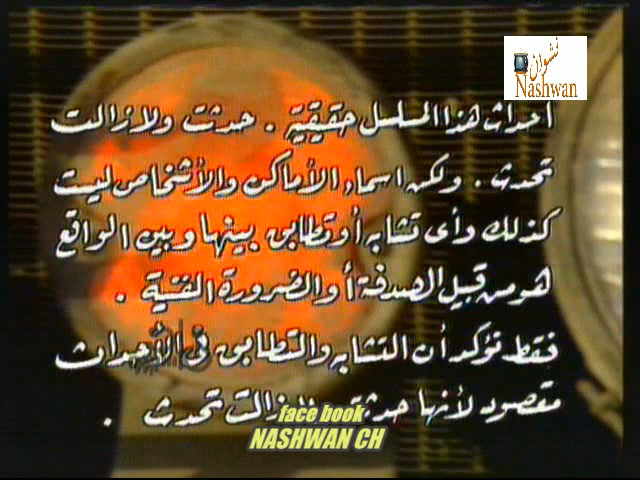 نشوان
Nashwan
أحداث هذا المسلسل حقيقية . حدثت ولازالت
تحدث . ولكن اسماء الأماكن والأشخاص ليست
كذلك وأى تشابه أو تطابق بينها وبين الواقع
هو من قبيل الصدفة أو الضرورة الفنية .
فقط نؤكد أن التشابه والتطابق فى الأحداث
مقصود لأنها حدثت ولازالت تحدث .
face book
NASHWAN CH